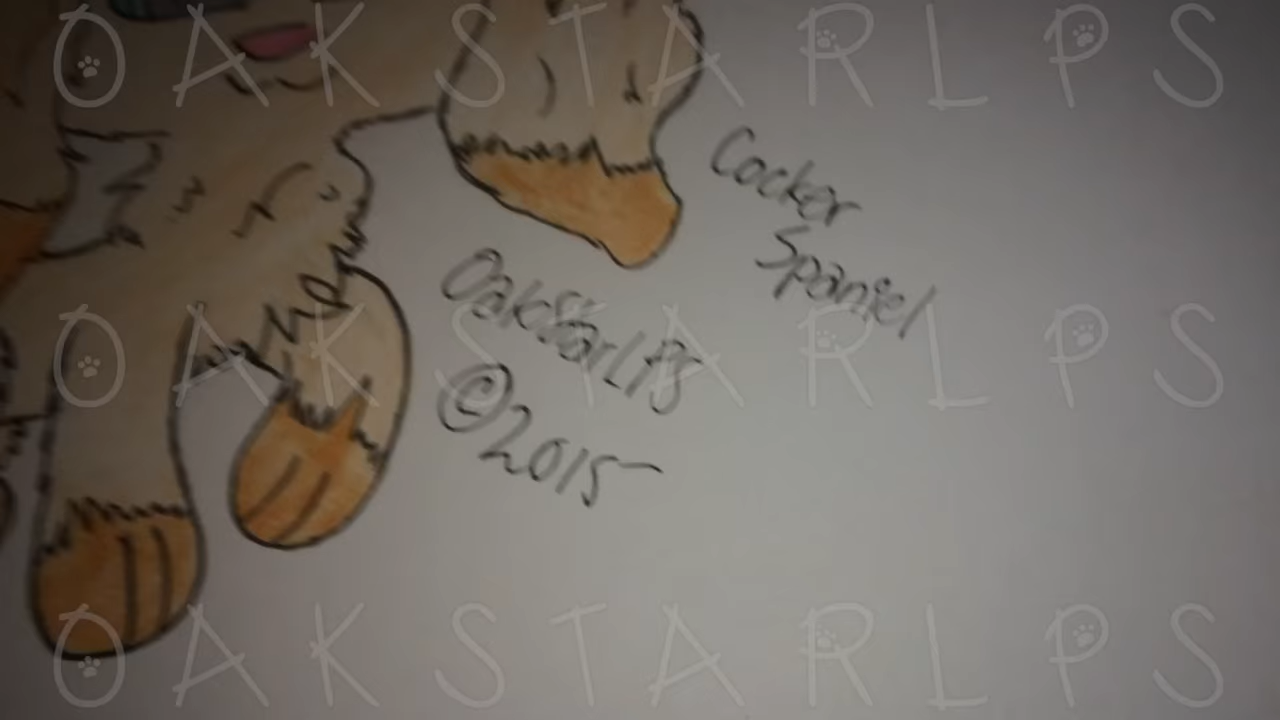 OAKSTARLPS
Cocker
Spaniel
OakStarLPS
©2015
OAKSTARLPS
OAKSTARLPS